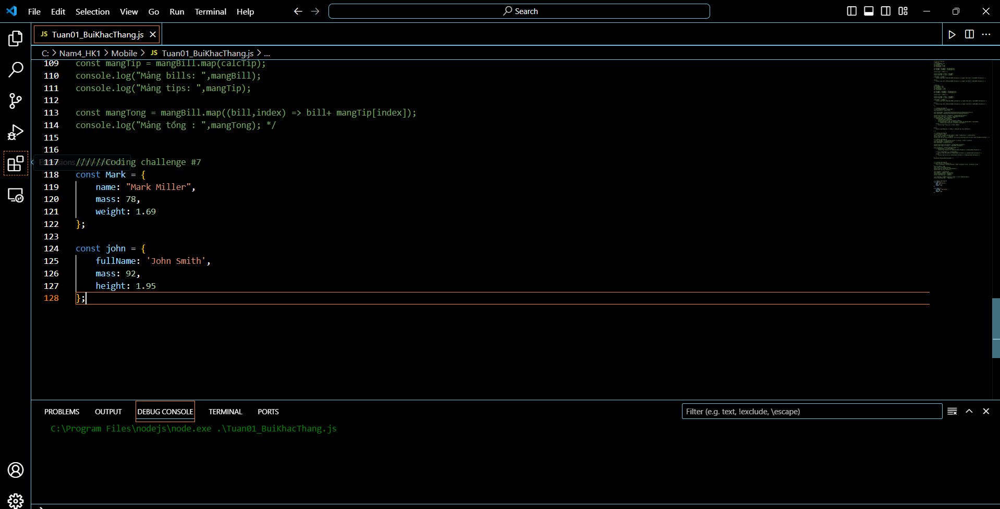 File Edit Selection View Go Run Terminal Help
Search
JS Tuan01_BuiKhacThang.js
C: > Nam4_HK1 > Mobile > JS Tuan01_BuiKhacThang.js > ...
109 const mangTip = mangBill.map(calcTip);
110 console.log("Mảng bills: ",mangBill);
111 console.log("Mảng tips: ",mangTip);
112
113 const mangTong = mangBill.map((bill,index) => bill+ mangTip[index]);
114 console.log("Mảng tổng : ",mangTong); */
115
116
117 //////Coding challenge #7
118 const Mark = {
119 name: "Mark Miller",
120 mass: 78,
121 weight: 1.69
122 };
123
124 const john = {
125 fullName: 'John Smith',
126 mass: 92,
127 height: 1.95
128 };
PROBLEMS OUTPUT DEBUG CONSOLE TERMINAL PORTS
Filter (e.g. text, !exclude, \escape)
C:\Program Files\nodejs\node.exe .\Tuan01_BuiKhacThang.js